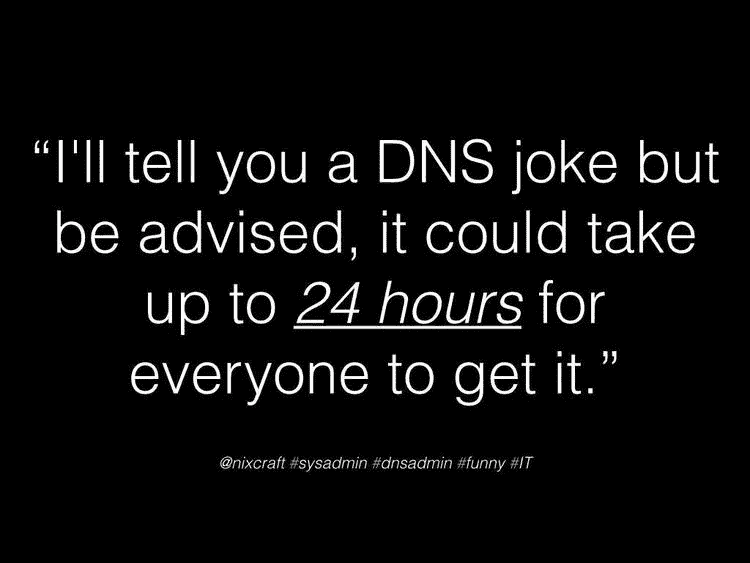 “I'll tell you a DNS joke but
be advised, it could take
up to 24 hours for
everyone to get it.”
@nixcraft #sysadmin #dnsadmin #funny #IT